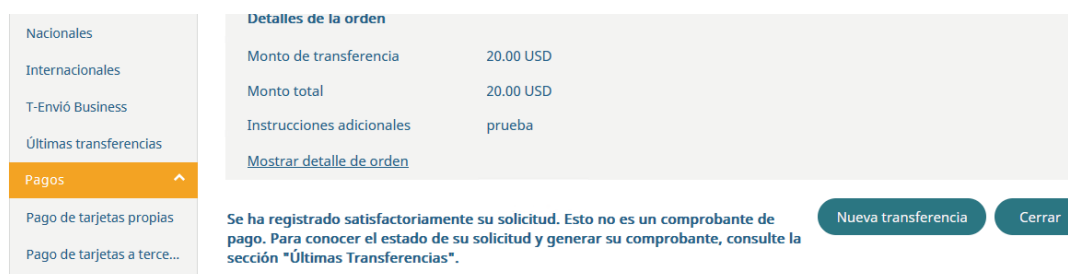 Nacionales
Internacionales
T-Envió Business
Últimas transferencias
Pagos
Pago de tarjetas propias
Pago de tarjetas a terce...
Detalles de la orden
Monto de transferencia 20.00 USD
Monto total 20.00 USD
Instrucciones adicionales prueba
Mostrar detalle de orden
Se ha registrado satisfactoriamente su solicitud. Esto no es un comprobante de
pago. Para conocer el estado de su solicitud y generar su comprobante, consulte la
sección "Últimas Transferencias".
Nueva transferencia
Cerrar